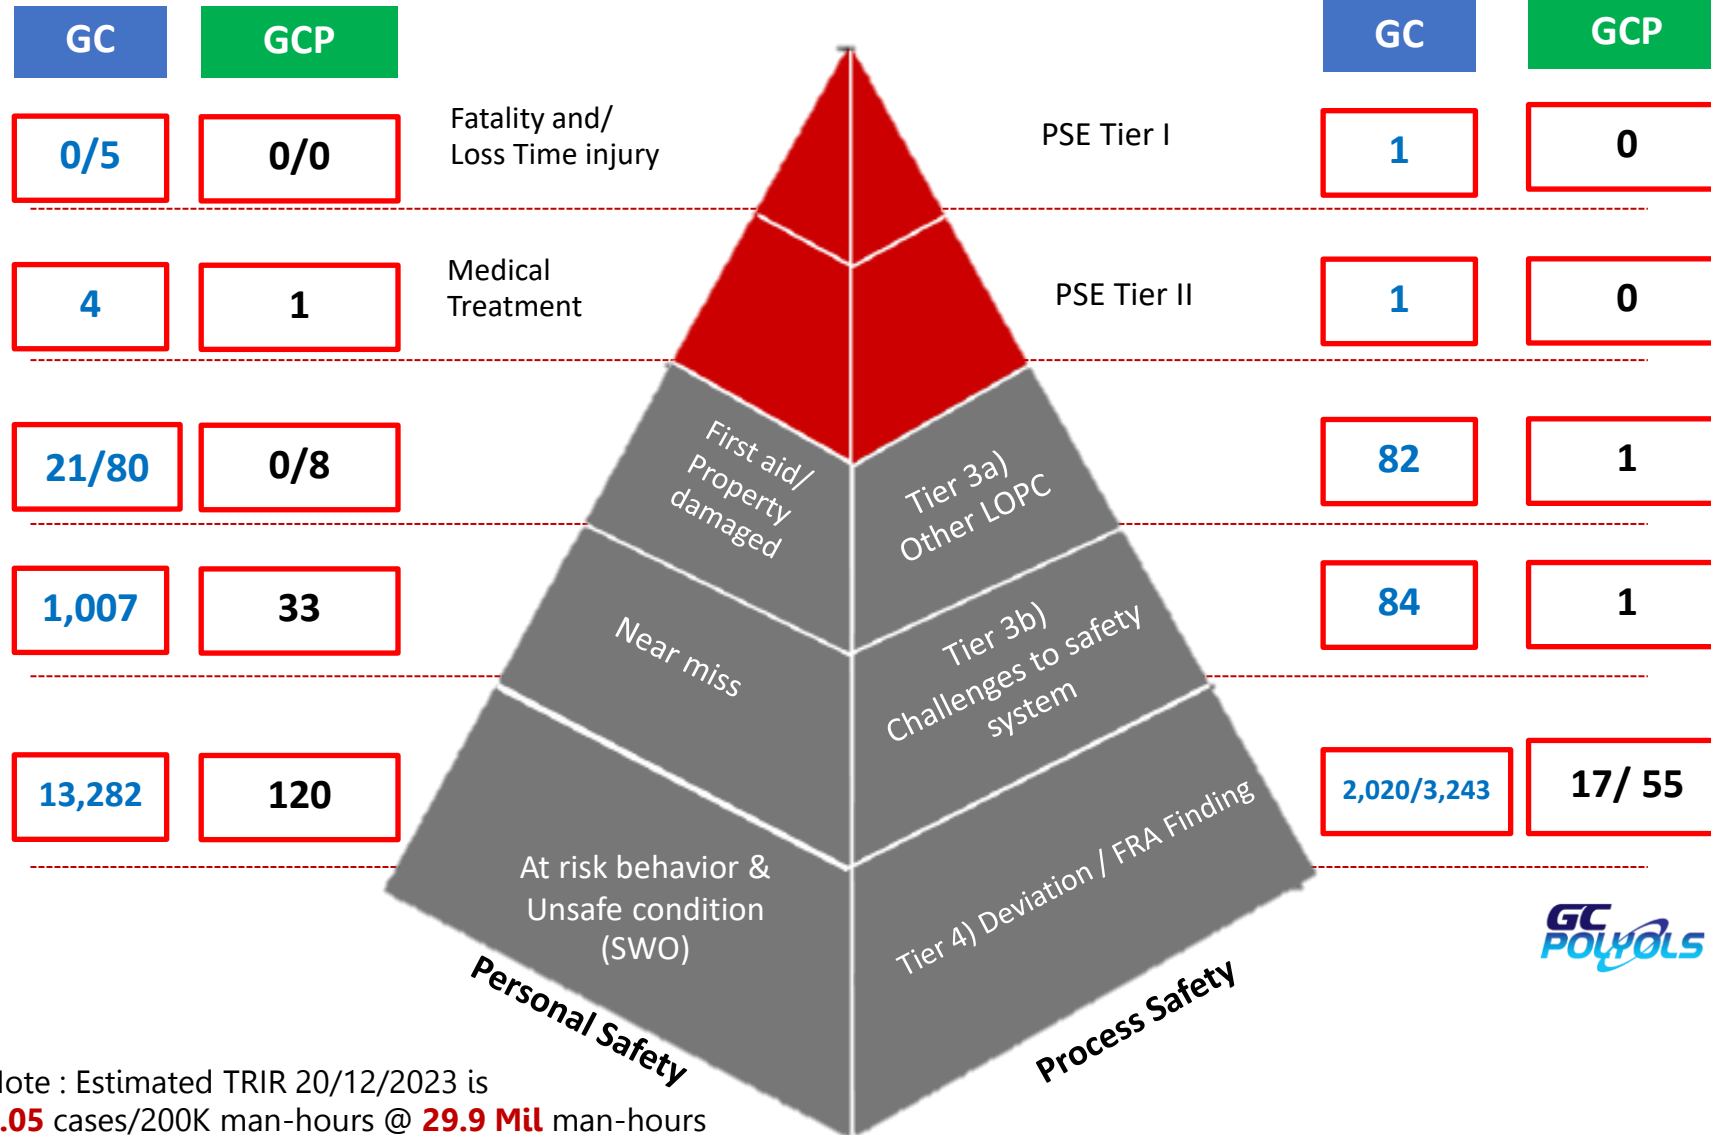 GC
GCP
GC
GCP
0/5
0/0
Fatality and/
Loss Time injury
PSE Tier I
1
0
4
1
Medical
Treatment
PSE Tier II
1
0
21/80
0/8
First aid/
Property
damaged
Tier 3a)
Other LOPC
82
1
1,007
33
Near miss
Tier 3b)
Challenges to safety
system
84
1
13,282
120
At risk behavior &
Unsafe condition
(SWO)
Tier 4) Deviation / FRA Finding
2,020/3,243
17/ 55
Personal Safety
Process Safety
GC
POLYOLS
: Estimated TRIR 20/12/2023 is
.05 cases/200K man-hours @ 29.9 Mil man-hours